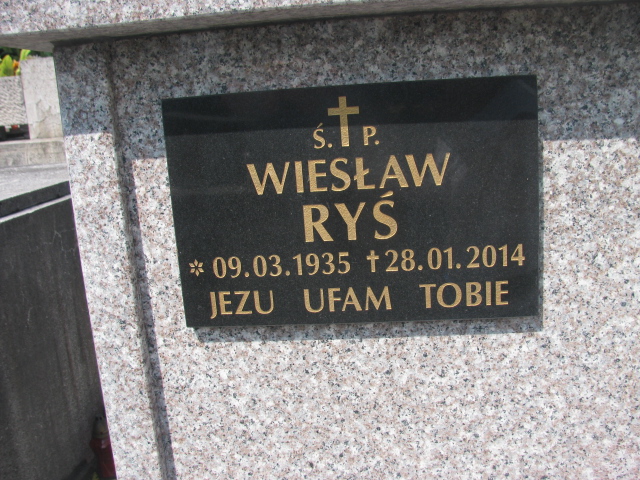 Ś. P.
WIESŁAW
RYŚ
* 09.03.1935 † 28.01.2014
JEZU UFAM TOBIE